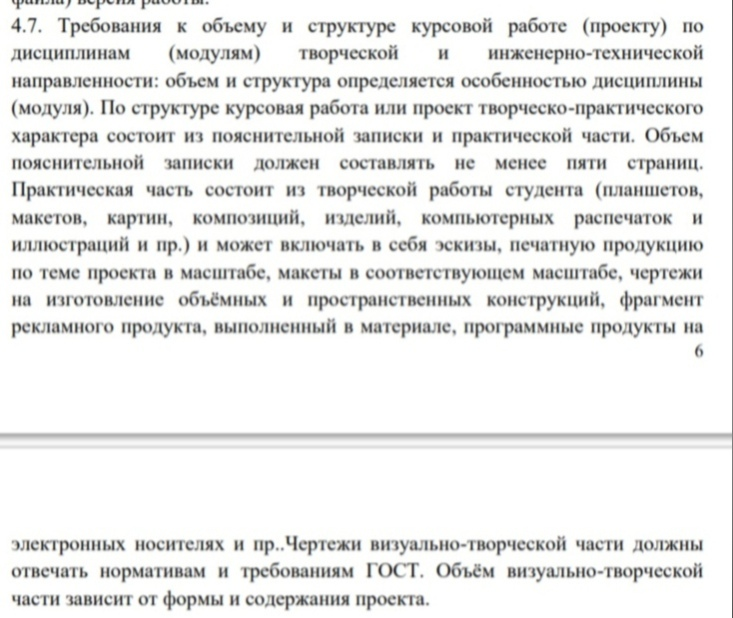 файла) версия работы.
4.7. Требования к объему и структуре курсовой работе (проекту) по
дисциплинам (модулям) творческой и инженерно-технической
направленности: объем и структура определяется особенностью дисциплины
(модуля). По структуре курсовая работа или проект творческо-практического
характера состоит из пояснительной записки и практической части. Объем
пояснительной записки должен составлять не менее пяти страниц.
Практическая часть состоит из творческой работы студента (планшетов,
макетов, картин, композиций, изделий, компьютерных распечаток и
иллюстраций и пр.) и может включать в себя эскизы, печатную продукцию
по теме проекта в масштабе, макеты в соответствующем масштабе, чертежи
на изготовление объёмных и пространственных конструкций, фрагмент
рекламного продукта, выполненный в материале, программные продукты на
6
электронных носителях и пр..Чертежи визуально-творческой части должны
отвечать нормативам и требованиям ГОСТ. Объём визуально-творческой
части зависит от формы и содержания проекта.